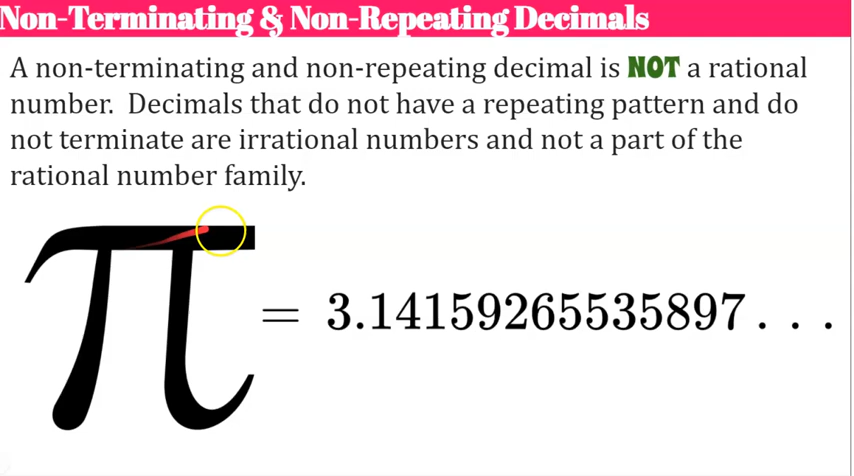 Non-Terminating & Non-Repeating Decimals
A non-terminating and non-repeating decimal is NOT a rational
number. Decimals that do not have a repeating pattern and do
not terminate are irrational numbers and not a part of the
rational number family.
π = 3.14159265535897...